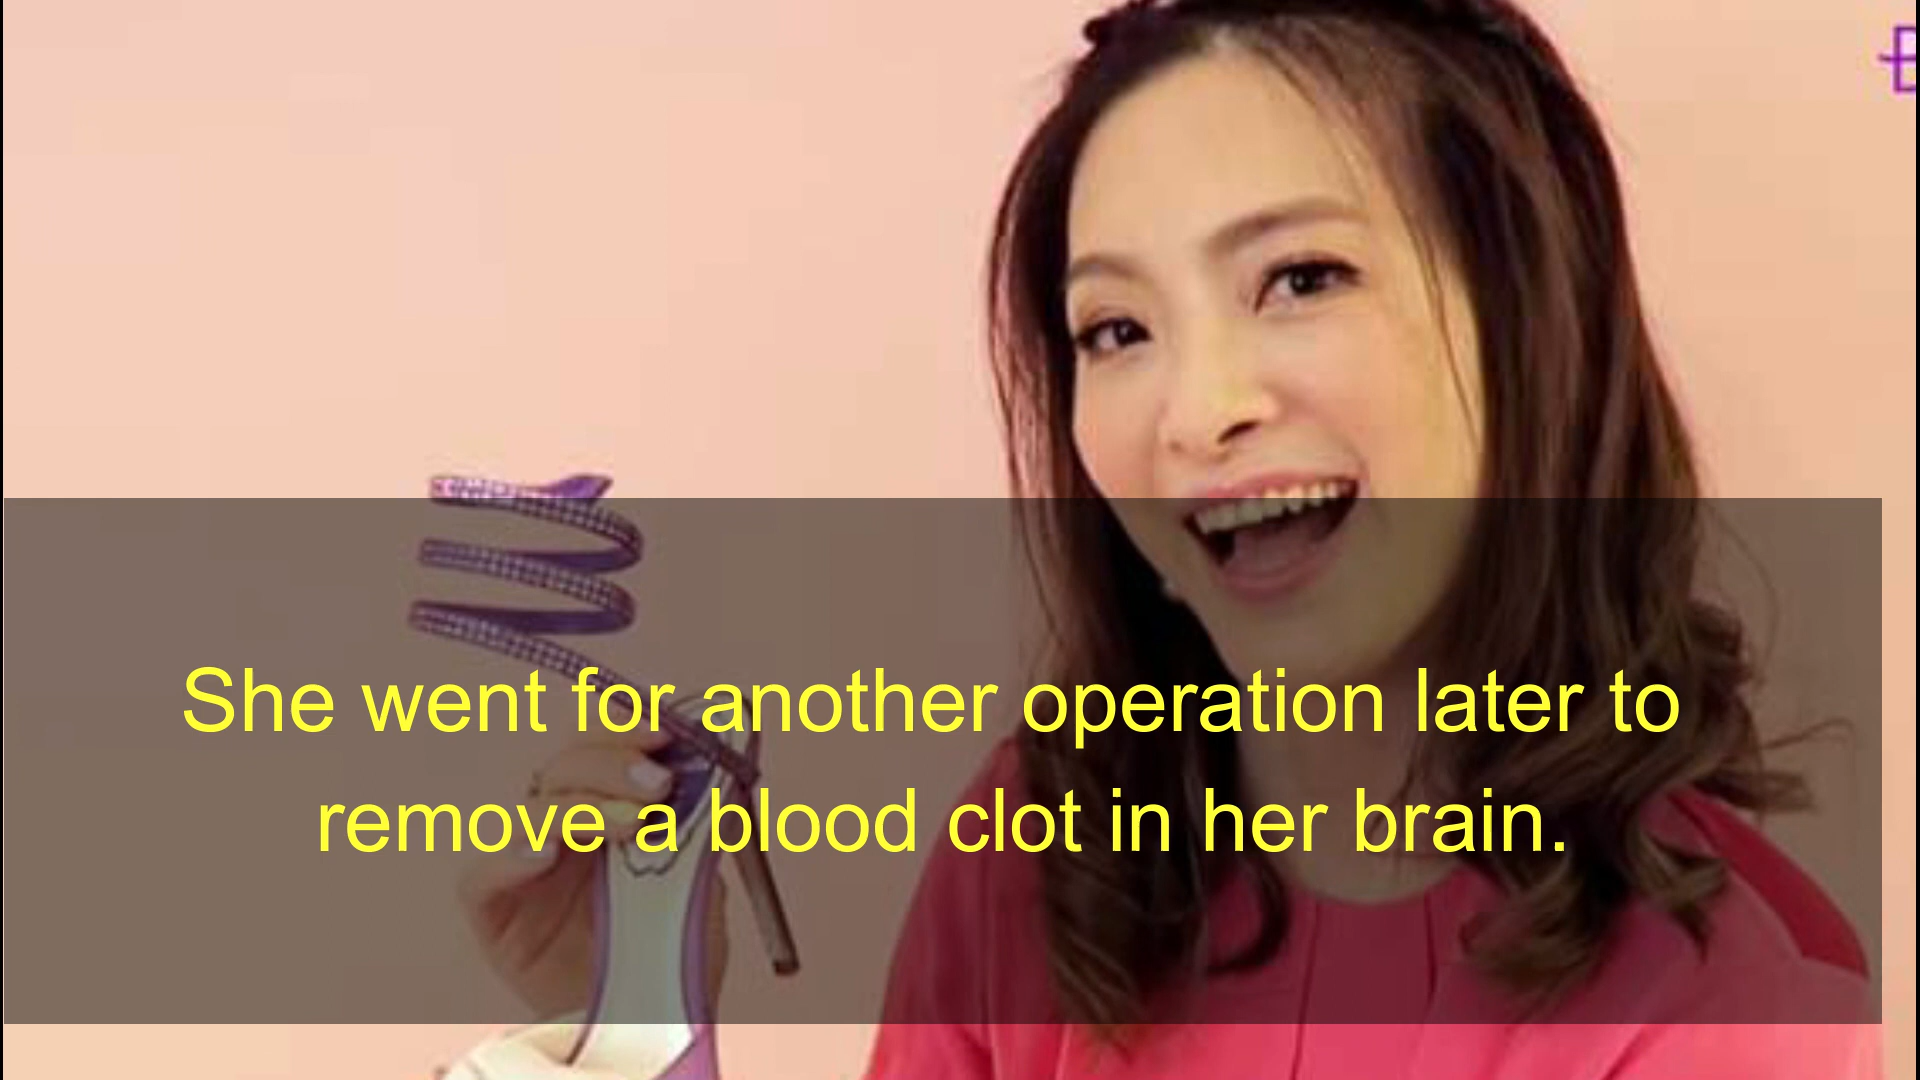 She went for another operation later to
remove a blood clot in her brain.